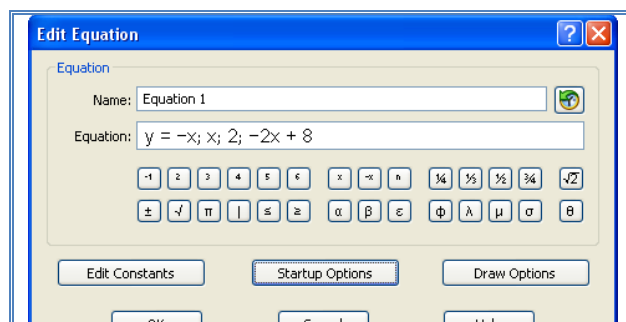 Edit Equation
Equation
Name: Equation 1
Equation: y = −x; x; 2; −2x + 8
-1 2 3 4 5 6 x -x n ¼ ⅓ ½ ¾ √2
± √ π | ≤ ≥ α β ε φ λ μ σ θ
Edit Constants Startup Options Draw Options